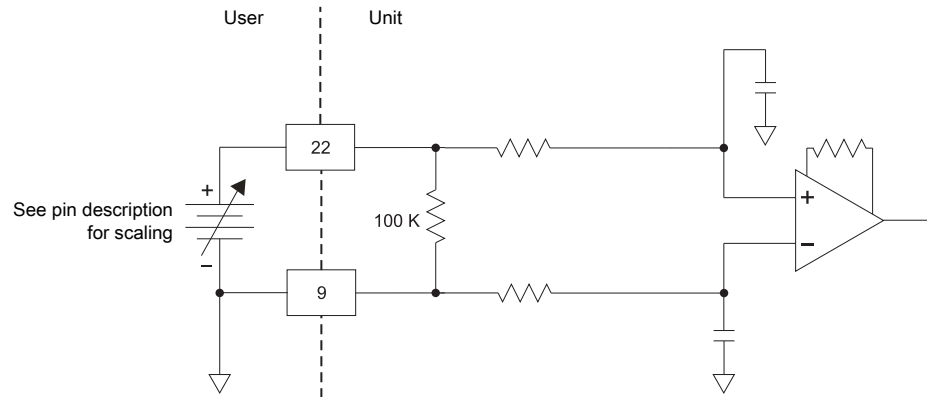 User
Unit
22
+
See pin description
for scaling
100 K
+
−
−
9